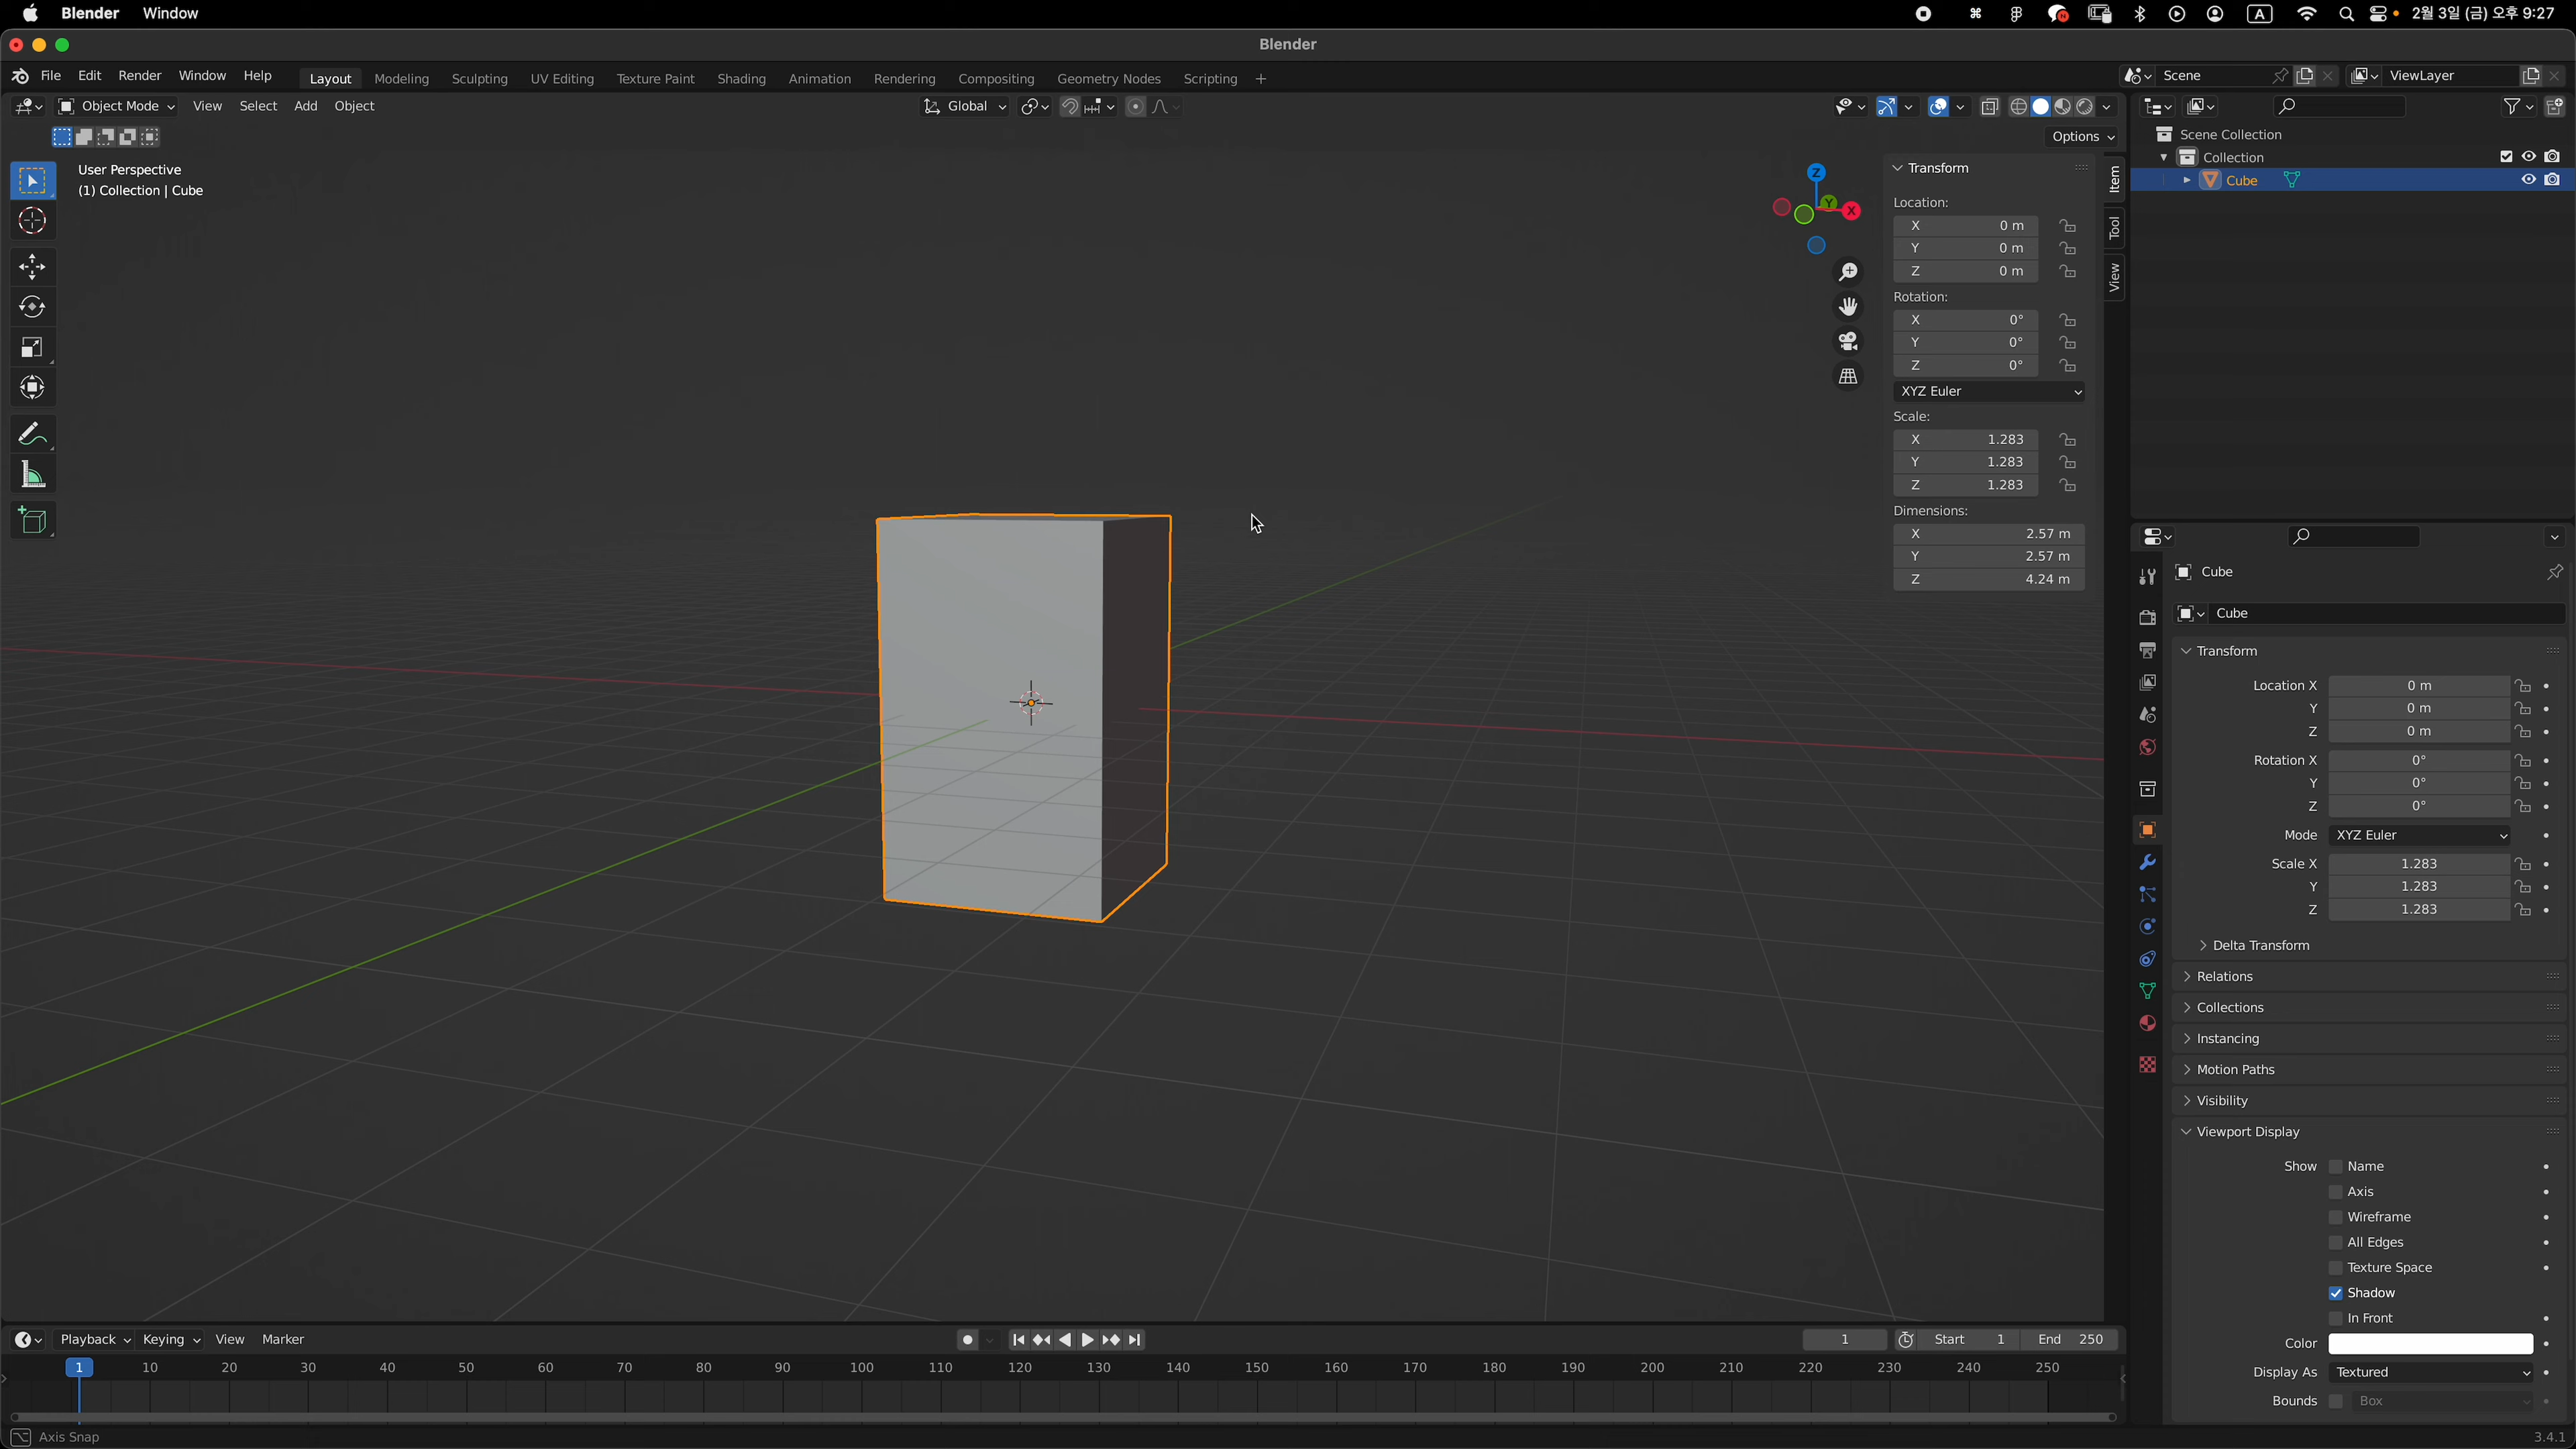 Blender Window A 2월 3일 (금) 오후 9:27
Blender
File Edit Render Window Help Layout Modeling Sculpting UV Editing Texture Paint Shading Animation Rendering Compositing Geometry Nodes Scripting + Scene ViewLayer
Object Mode View Select Add Object Global
Options
User Perspective
(1) Collection | Cube
Z
Y
X
Transform
Location:
X 0 m
Y 0 m
Z 0 m
Rotation:
X 0°
Y 0°
Z 0°
XYZ Euler
Scale:
X 1.283
Y 1.283
Z 1.283
Dimensions:
X 2.57 m
Y 2.57 m
Z 4.24 m
Item
Tool
View
Scene Collection
Collection
Cube
Cube
Cube
Transform
Location X 0 m
Y 0 m
Z 0 m
Rotation X 0°
Y 0°
Z 0°
Mode XYZ Euler
Scale X 1.283
Y 1.283
Z 1.283
Delta Transform
Relations
Collections
Instancing
Motion Paths
Visibility
Viewport Display
Show Name
Axis
Wireframe
All Edges
Texture Space
Shadow
In Front
Color
Display As Textured
Bounds Box
Playback Keying View Marker 1 Start 1 End 250
1 10 20 30 40 50 60 70 80 90 100 110 120 130 140 150 160 170 180 190 200 210 220 230 240 250
Axis Snap
3.4.1